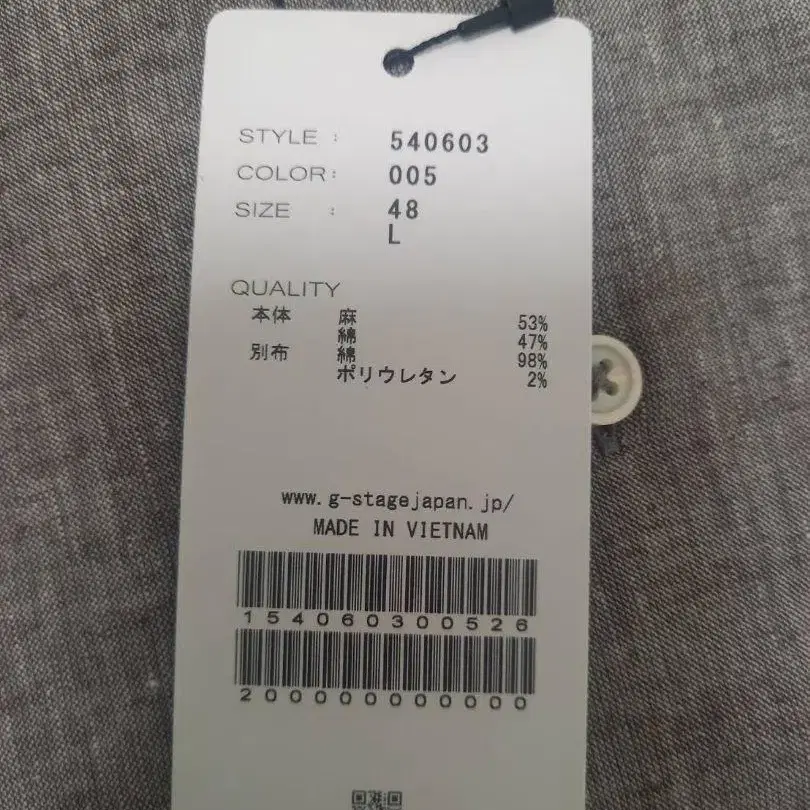 STYLE : 540603
COLOR: 005
SIZE : 48
L
QUALITY
本体 麻 53%
綿 47%
別布 綿 98%
ポリウレタン 2%
www.g-stagejapan.jp/
MADE IN VIETNAM
154060300526
2000000000000